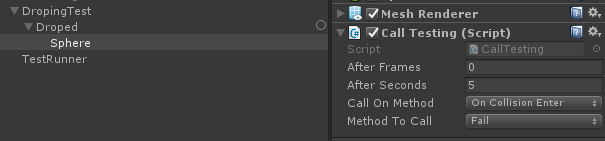 DropingTest
Droped
Sphere
TestRunner
Mesh Renderer
C# Call Testing (Script)
Script CallTesting
After Frames 0
After Seconds 5
Call On Method On Collision Enter
Method To Call Fail